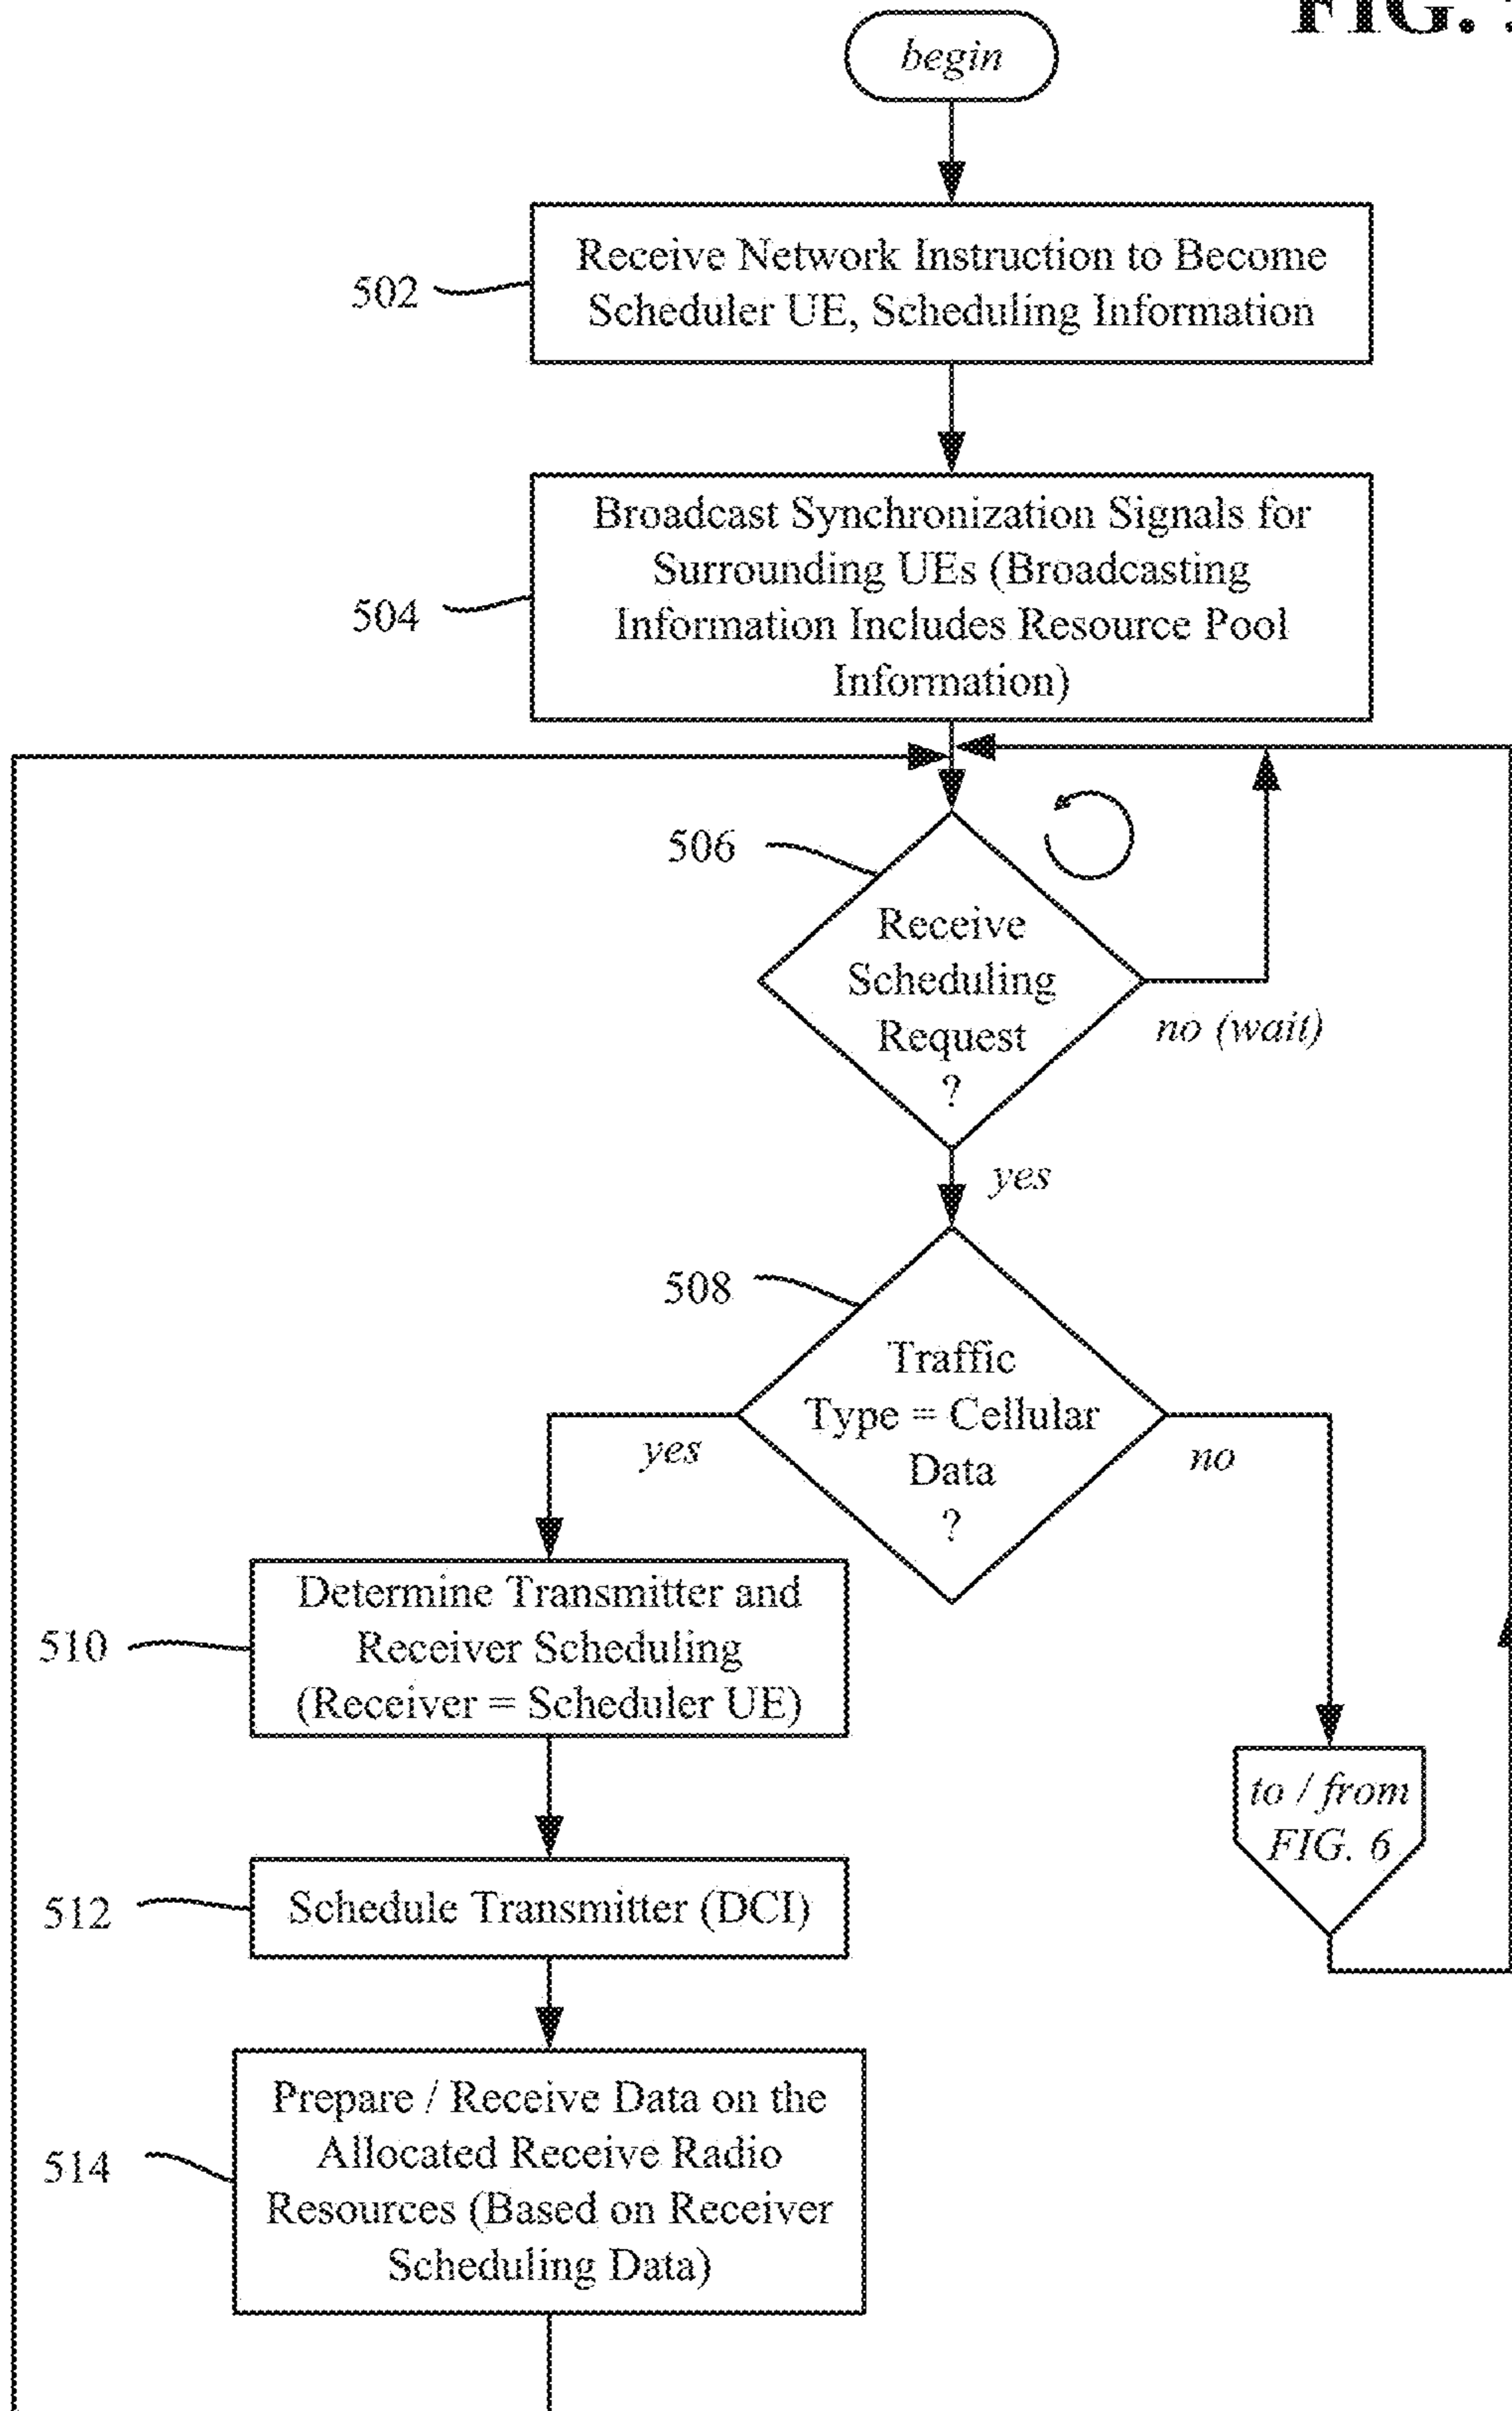 FIG.
begin
502
Receive Network Instruction to Become
Scheduler UE, Scheduling Information
504
Broadcast Synchronization Signals for
Surrounding UEs (Broadcasting
Information Includes Resource Pool
Information)
506
Receive
Scheduling
Request
?
no (wait)
yes
508
Traffic
Type = Cellular
Data
?
yes
no
510
Determine Transmitter and
Receiver Scheduling
(Receiver = Scheduler UE)
to / from
FIG. 6
512
Schedule Transmitter (DCI)
514
Prepare / Receive Data on the
Allocated Receive Radio
Resources (Based on Receiver
Scheduling Data)